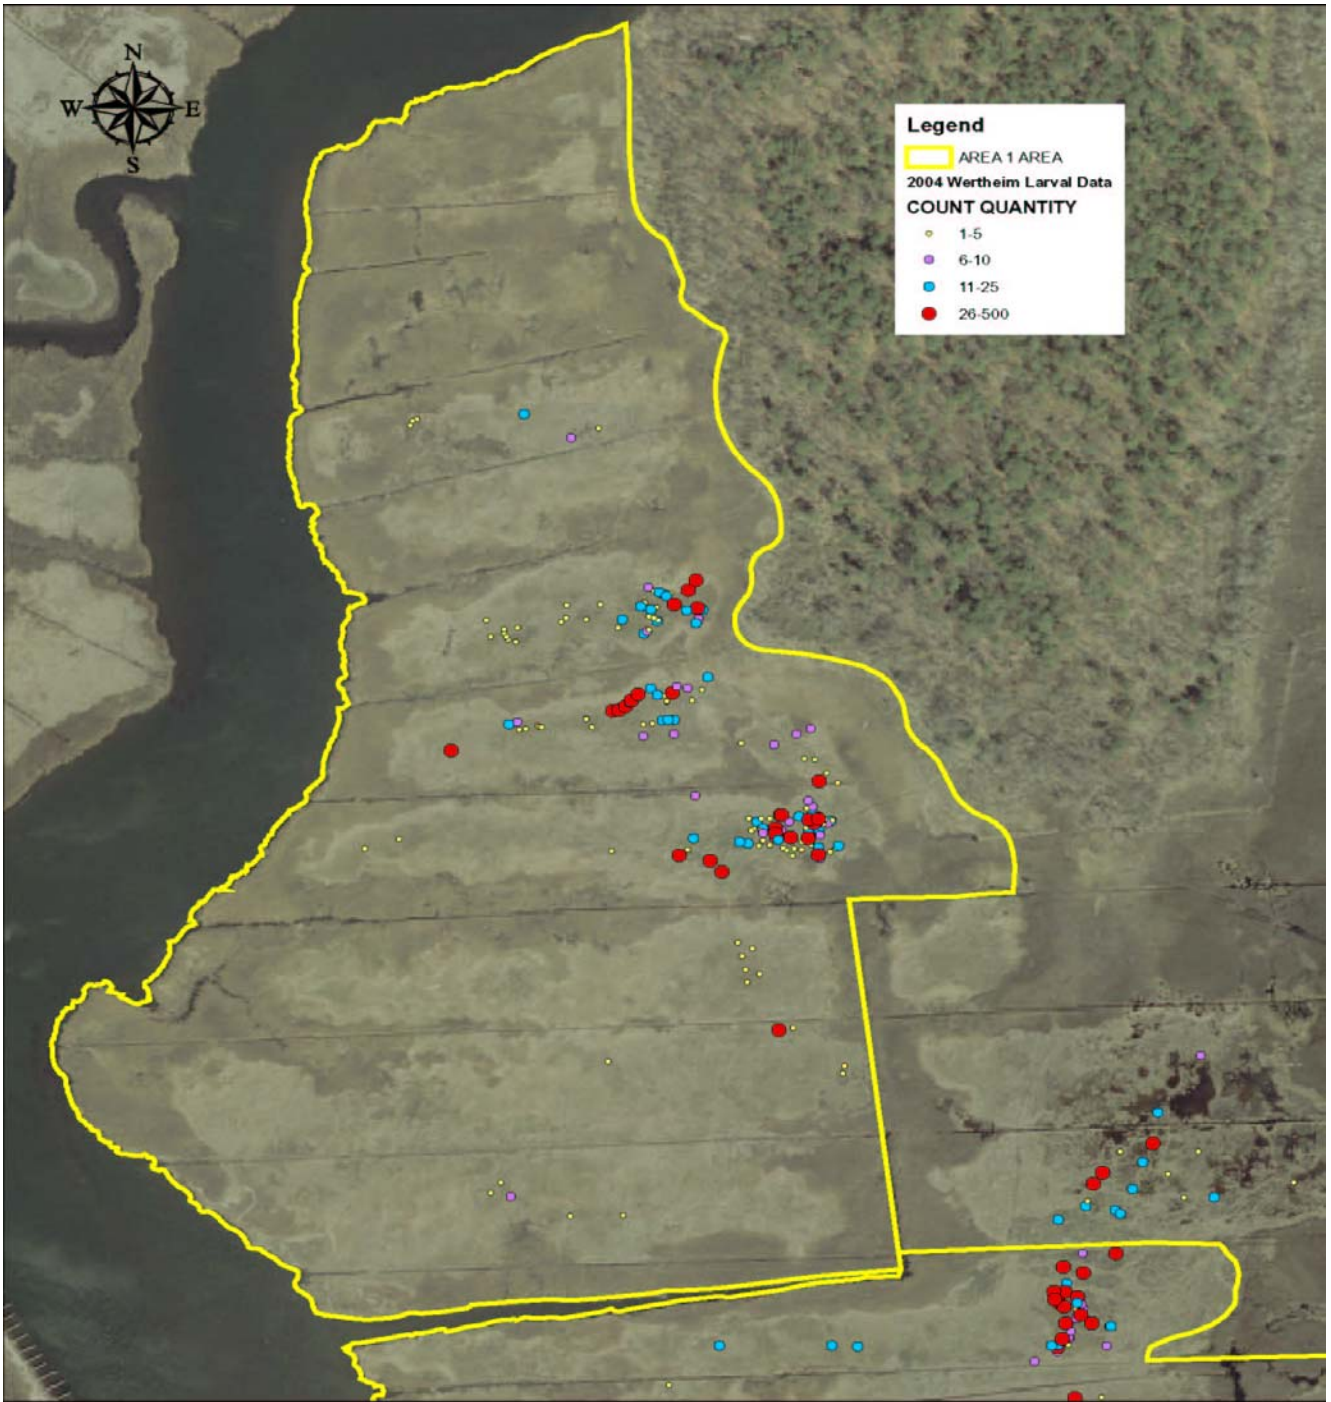 N
W E
S
Legend
AREA 1 AREA
2004 Wertheim Larval Data
COUNT QUANTITY
1-5
6-10
11-25
26-500